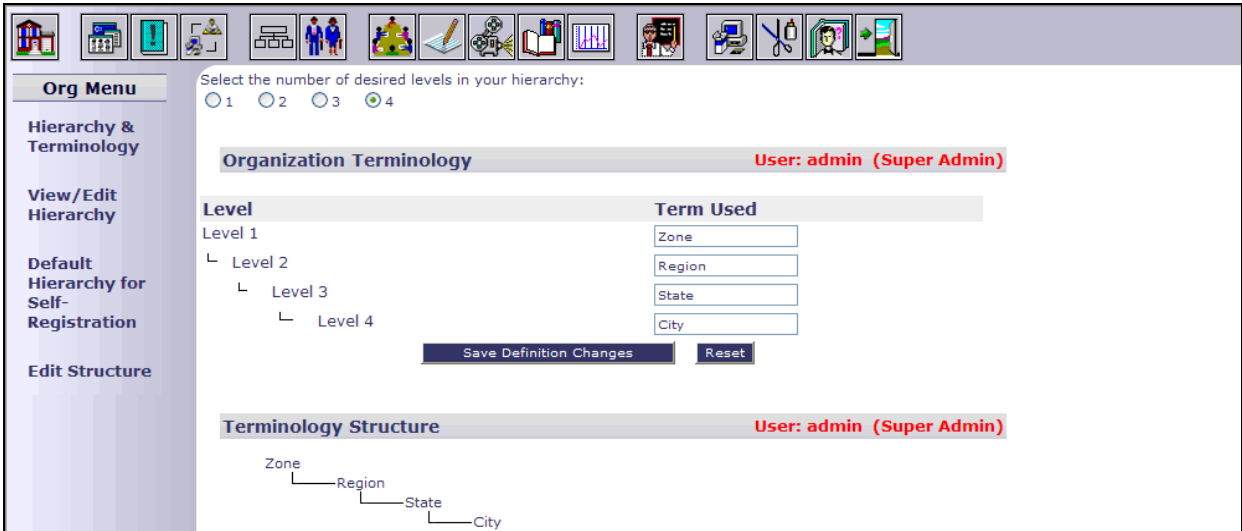 Org Menu
Hierarchy &
Terminology
View/Edit
Hierarchy
Default
Hierarchy for
Self-
Registration
Edit Structure
Select the number of desired levels in your hierarchy:
1 2 3 4
Organization Terminology User: admin (Super Admin)
Level Term Used
Level 1 Zone
Level 2 Region
Level 3 State
Level 4 City
Save Definition Changes Reset
Terminology Structure User: admin (Super Admin)
Zone
Region
State
City